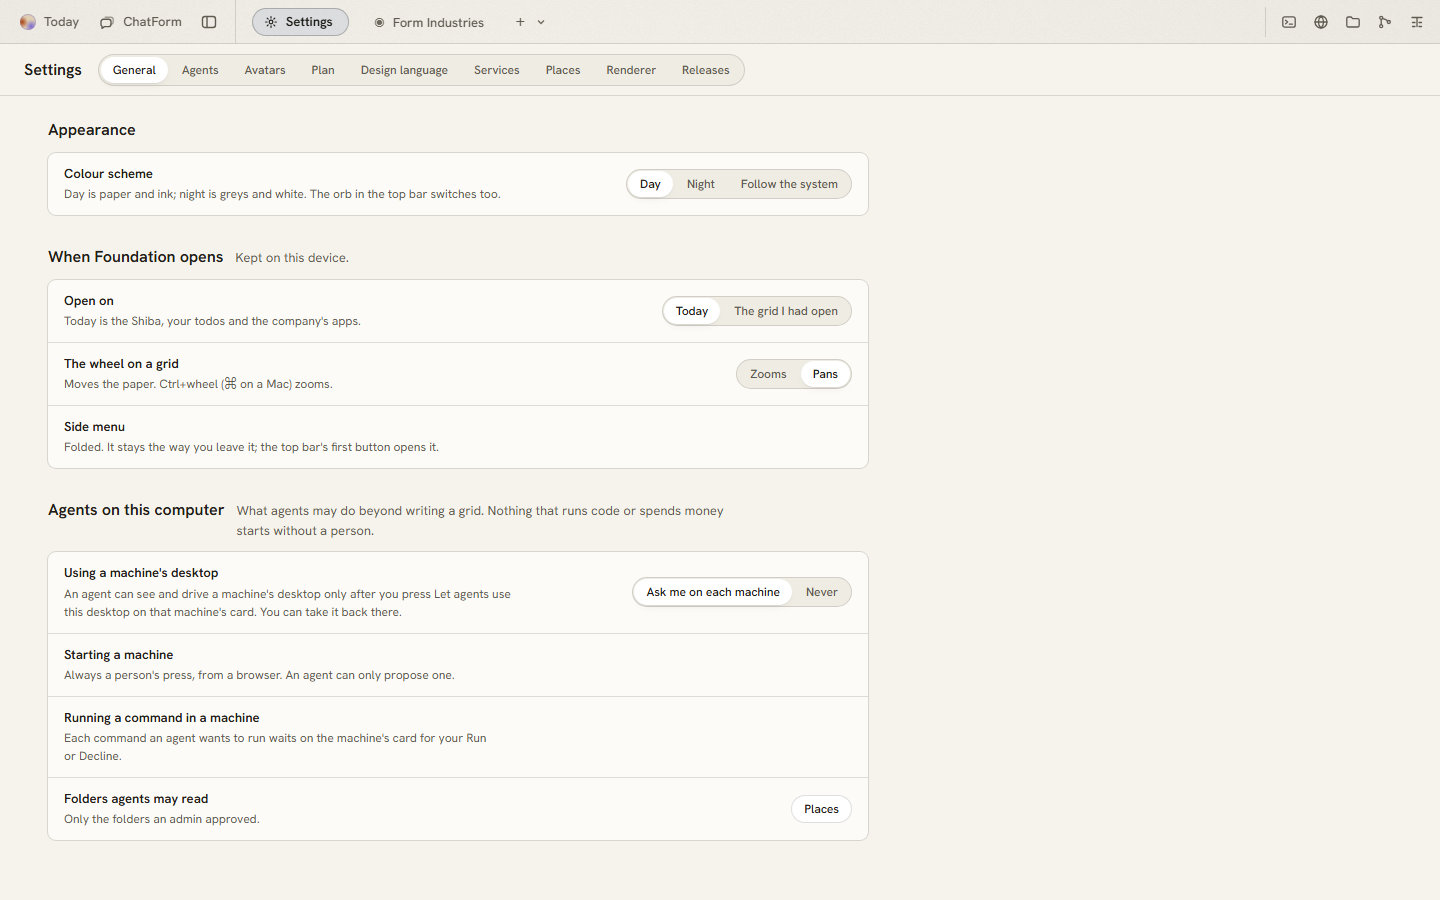 Today
ChatForm
Settings
Form Industries
Settings
General
Agents
Avatars
Plan
Design language
Services
Places
Renderer
Releases
Appearance
Colour scheme
Day is paper and ink; night is greys and white. The orb in the top bar switches too.
Day
Night
Follow the system
When Foundation opens
Kept on this device.
Open on
Today is the Shiba, your todos and the company's apps.
Today
The grid I had open
The wheel on a grid
Moves the paper. Ctrl+wheel (⌘ on a Mac) zooms.
Zooms
Pans
Side menu
Folded. It stays the way you leave it; the top bar's first button opens it.
Agents on this computer
What agents may do beyond writing a grid. Nothing that runs code or spends money
starts without a person.
Using a machine's desktop
An agent can see and drive a machine's desktop only after you press Let agents use
this desktop on that machine's card. You can take it back there.
Ask me on each machine
Never
Starting a machine
Always a person's press, from a browser. An agent can only propose one.
Running a command in a machine
Each command an agent wants to run waits on the machine's card for your Run
or Decline.
Folders agents may read
Only the folders an admin approved.
Places